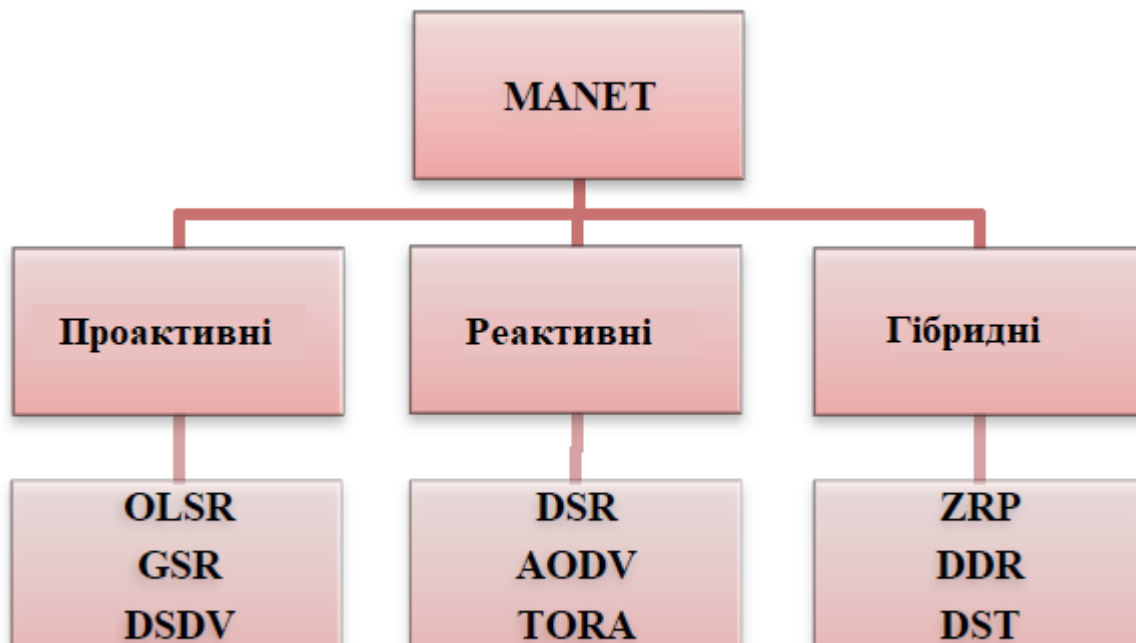 MANET
Проактивні
Реактивні
Гібридні
OLSR
GSR
DSDV
DSR
AODV
TORA
ZRP
DDR
DST